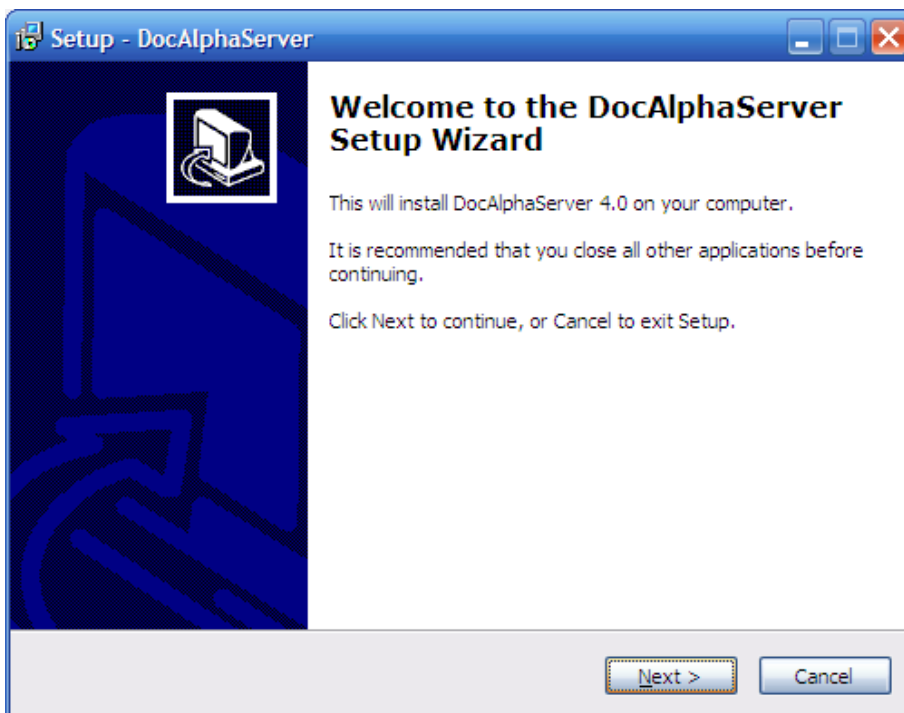 Setup - DocAlphaServer
Welcome to the DocAlphaServer
Setup Wizard
This will install DocAlphaServer 4.0 on your computer.
It is recommended that you close all other applications before
continuing.
Click Next to continue, or Cancel to exit Setup.
Next >
Cancel